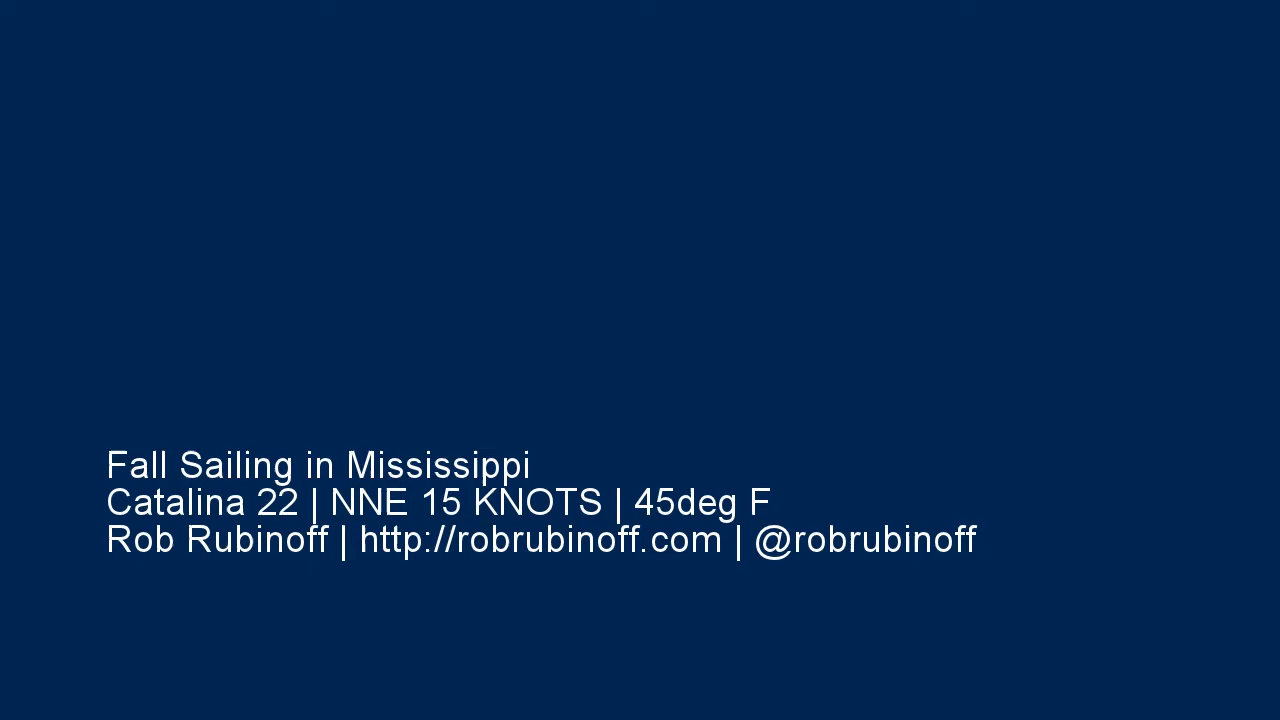 Fall Sailing in Mississippi
Catalina 22 | NNE 15 KNOTS | 45deg F
Rob Rubinoff | http://robrubinoff.com | @robrubinoff